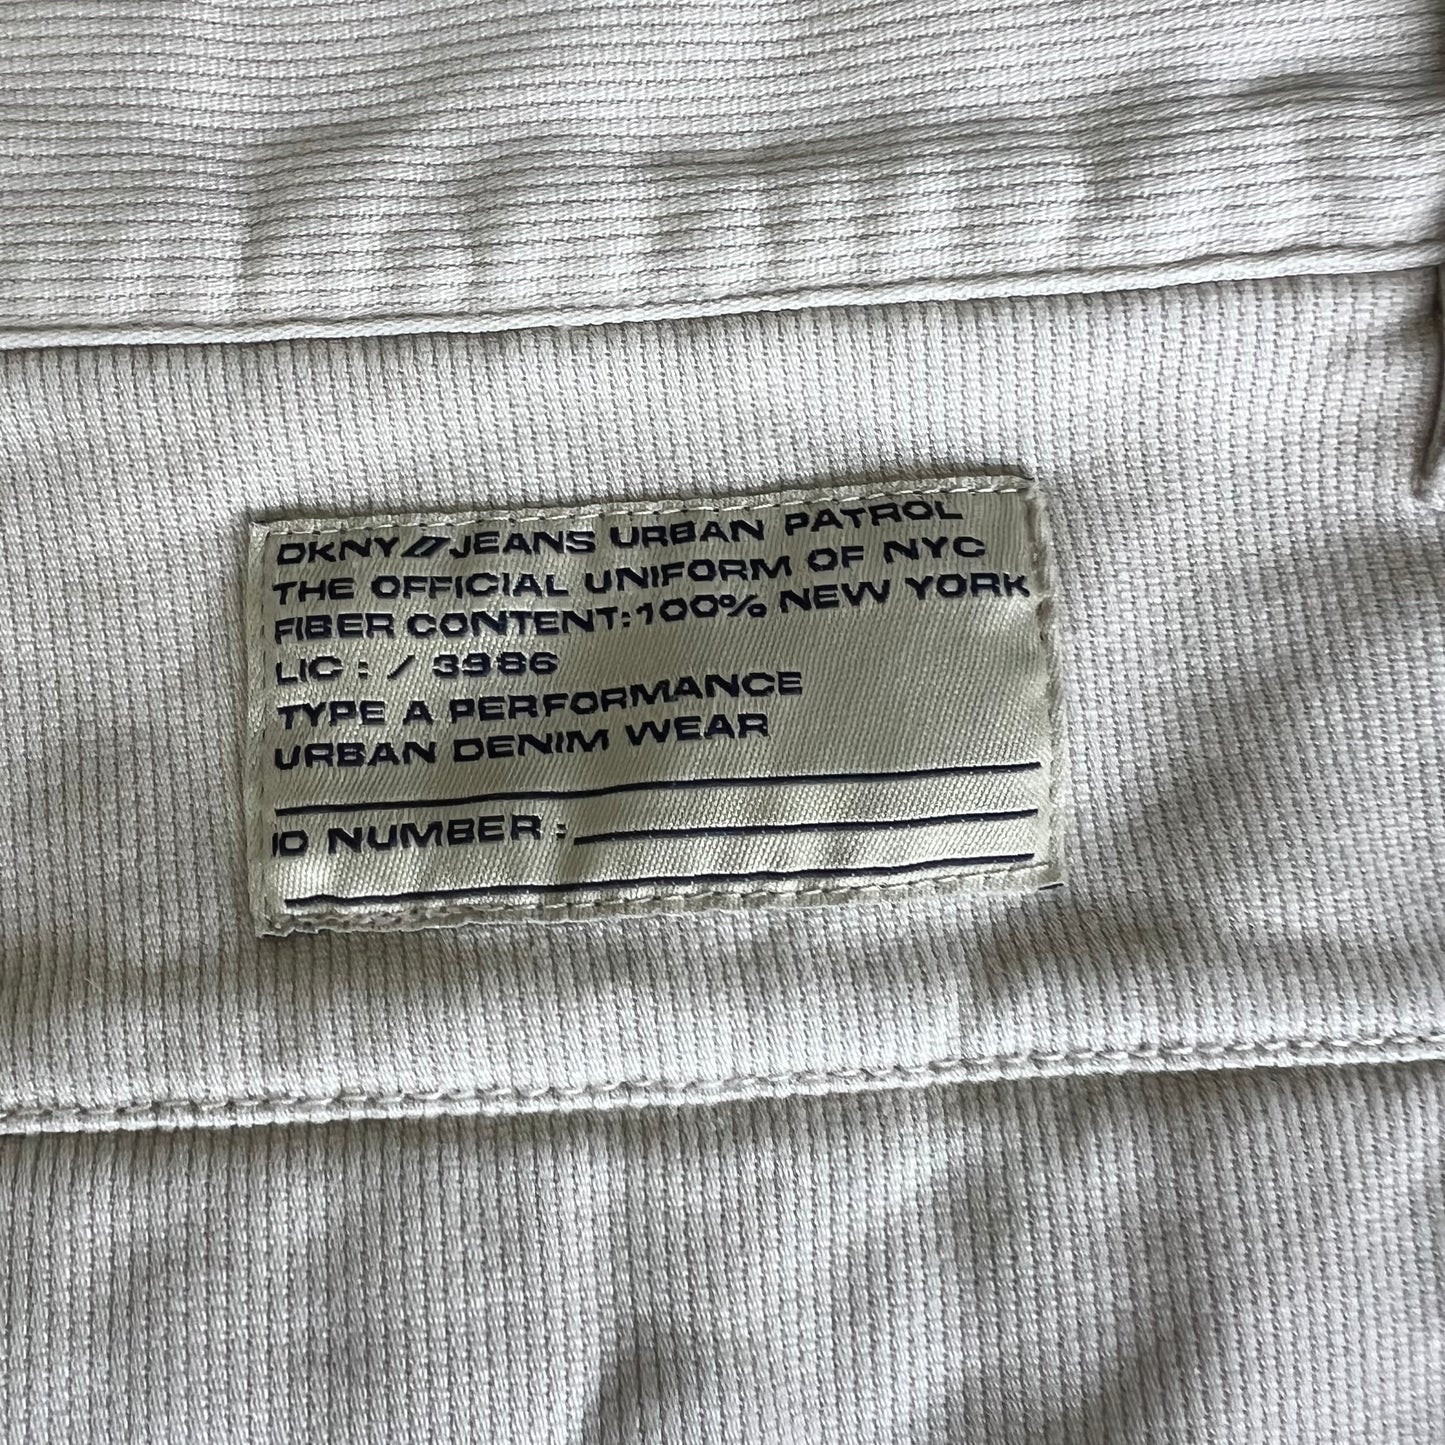 DKNY//JEANS URBAN PATROL
THE OFFICIAL UNIFORM OF NYC
FIBER CONTENT:100% NEW YORK
LIC : / 3986
TYPE A PERFORMANCE
URBAN DENIM WEAR
ID NUMBER :